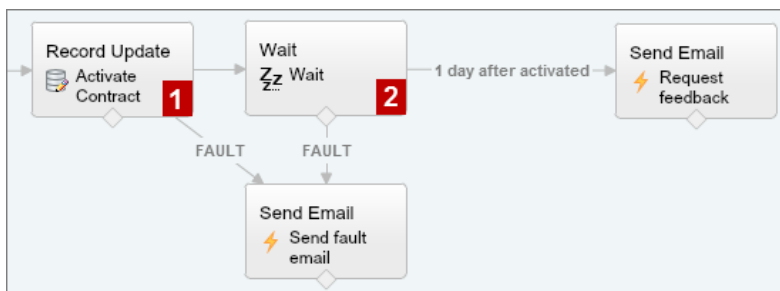 Record Update
Activate
Contract
1
Wait
Zzz... Wait
2
1 day after activated
Send Email
Request
feedback
FAULT
FAULT
Send Email
Send fault
email